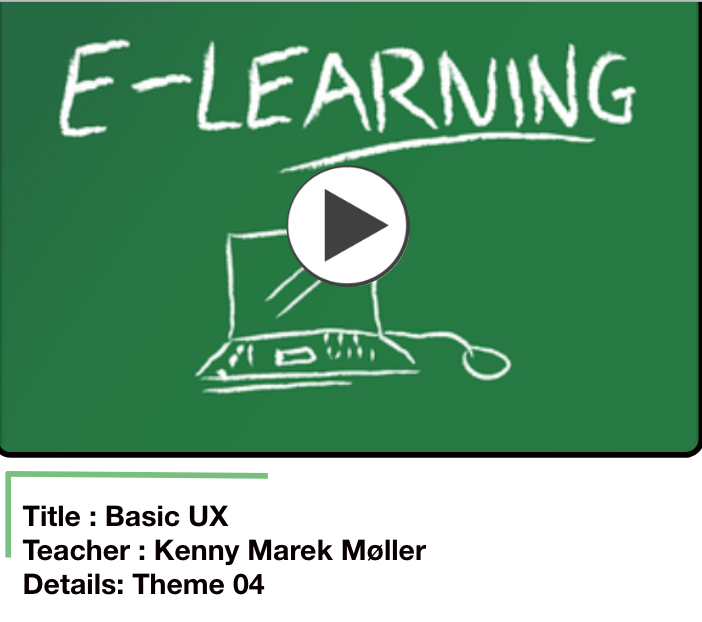 E-LEARNING
Title : Basic UX
Teacher : Kenny Marek Møller
Details: Theme 04